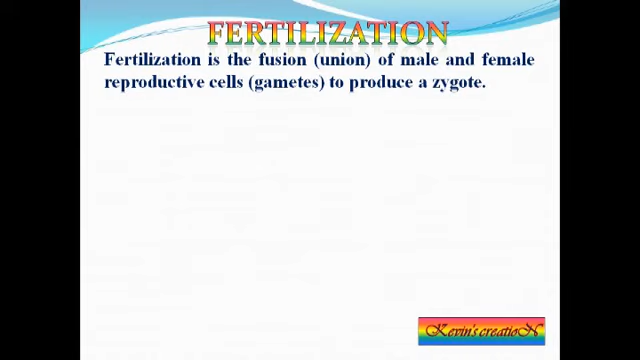 FERTILIZATION
Fertilization is the fusion (union) of male and female
reproductive cells (gametes) to produce a zygote.
Kevin's creatioN